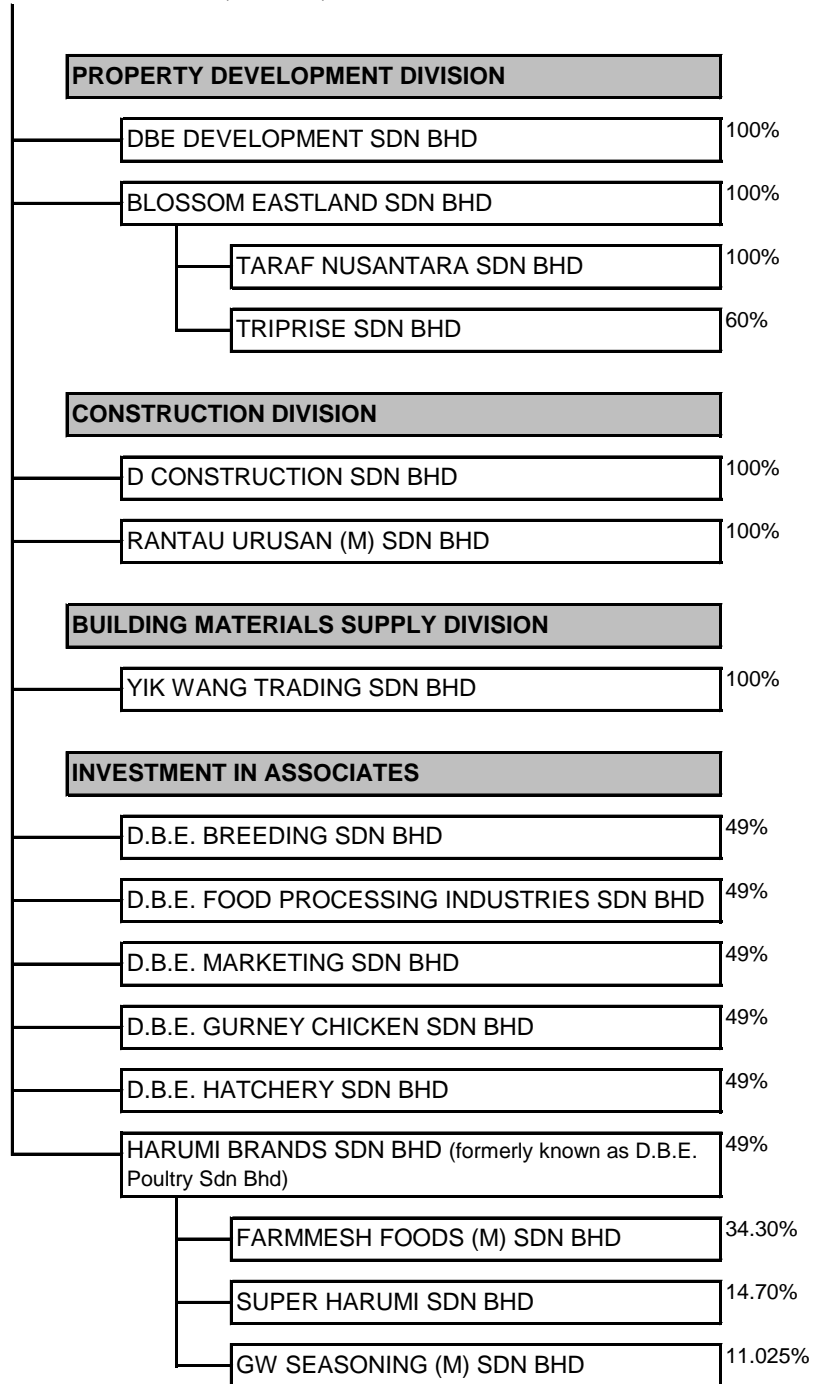 PROPERTY DEVELOPMENT DIVISION
DBE DEVELOPMENT SDN BHD 100%
BLOSSOM EASTLAND SDN BHD 100%
TARAF NUSANTARA SDN BHD 100%
TRIPRISE SDN BHD 60%
CONSTRUCTION DIVISION
D CONSTRUCTION SDN BHD 100%
RANTAU URUSAN (M) SDN BHD 100%
BUILDING MATERIALS SUPPLY DIVISION
YIK WANG TRADING SDN BHD 100%
INVESTMENT IN ASSOCIATES
D.B.E. BREEDING SDN BHD 49%
D.B.E. FOOD PROCESSING INDUSTRIES SDN BHD 49%
D.B.E. MARKETING SDN BHD 49%
D.B.E. GURNEY CHICKEN SDN BHD 49%
D.B.E. HATCHERY SDN BHD 49%
HARUMI BRANDS SDN BHD (formerly known as D.B.E. 49%
Poultry Sdn Bhd)
FARMMESH FOODS (M) SDN BHD 34.30%
SUPER HARUMI SDN BHD 14.70%
GW SEASONING (M) SDN BHD 11.025%